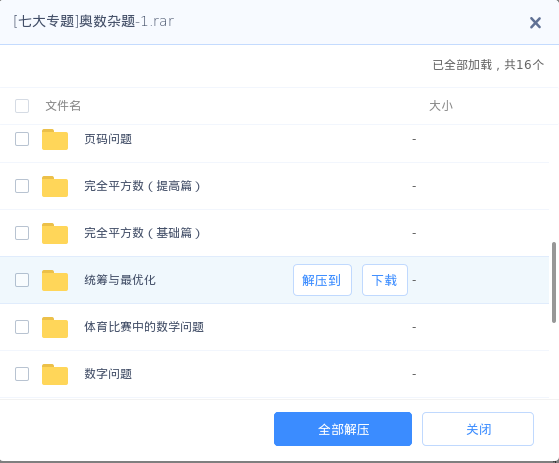 [七大专题]奥数杂题-1.rar
已全部加载，共16个
文件名 大小
页码问题 -
完全平方数（提高篇） -
完全平方数（基础篇） -
统筹与最优化 解压到 下载 -
体育比赛中的数学问题 -
数字问题 -
全部解压 关闭